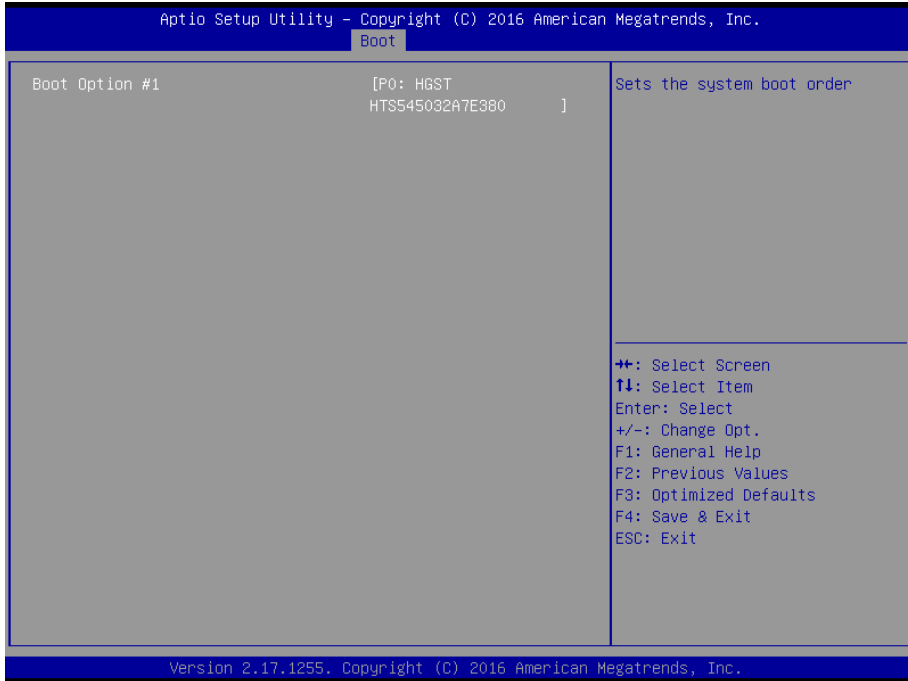 Aptio Setup Utility – Copyright (C) 2016 American Megatrends, Inc.
Boot
Boot Option #1 [P0: HGST
HTS545032A7E380 ]
Sets the system boot order
→←: Select Screen
↑↓: Select Item
Enter: Select
+/-: Change Opt.
F1: General Help
F2: Previous Values
F3: Optimized Defaults
F4: Save & Exit
ESC: Exit
Version 2.17.1255. Copyright (C) 2016 American Megatrends, Inc.